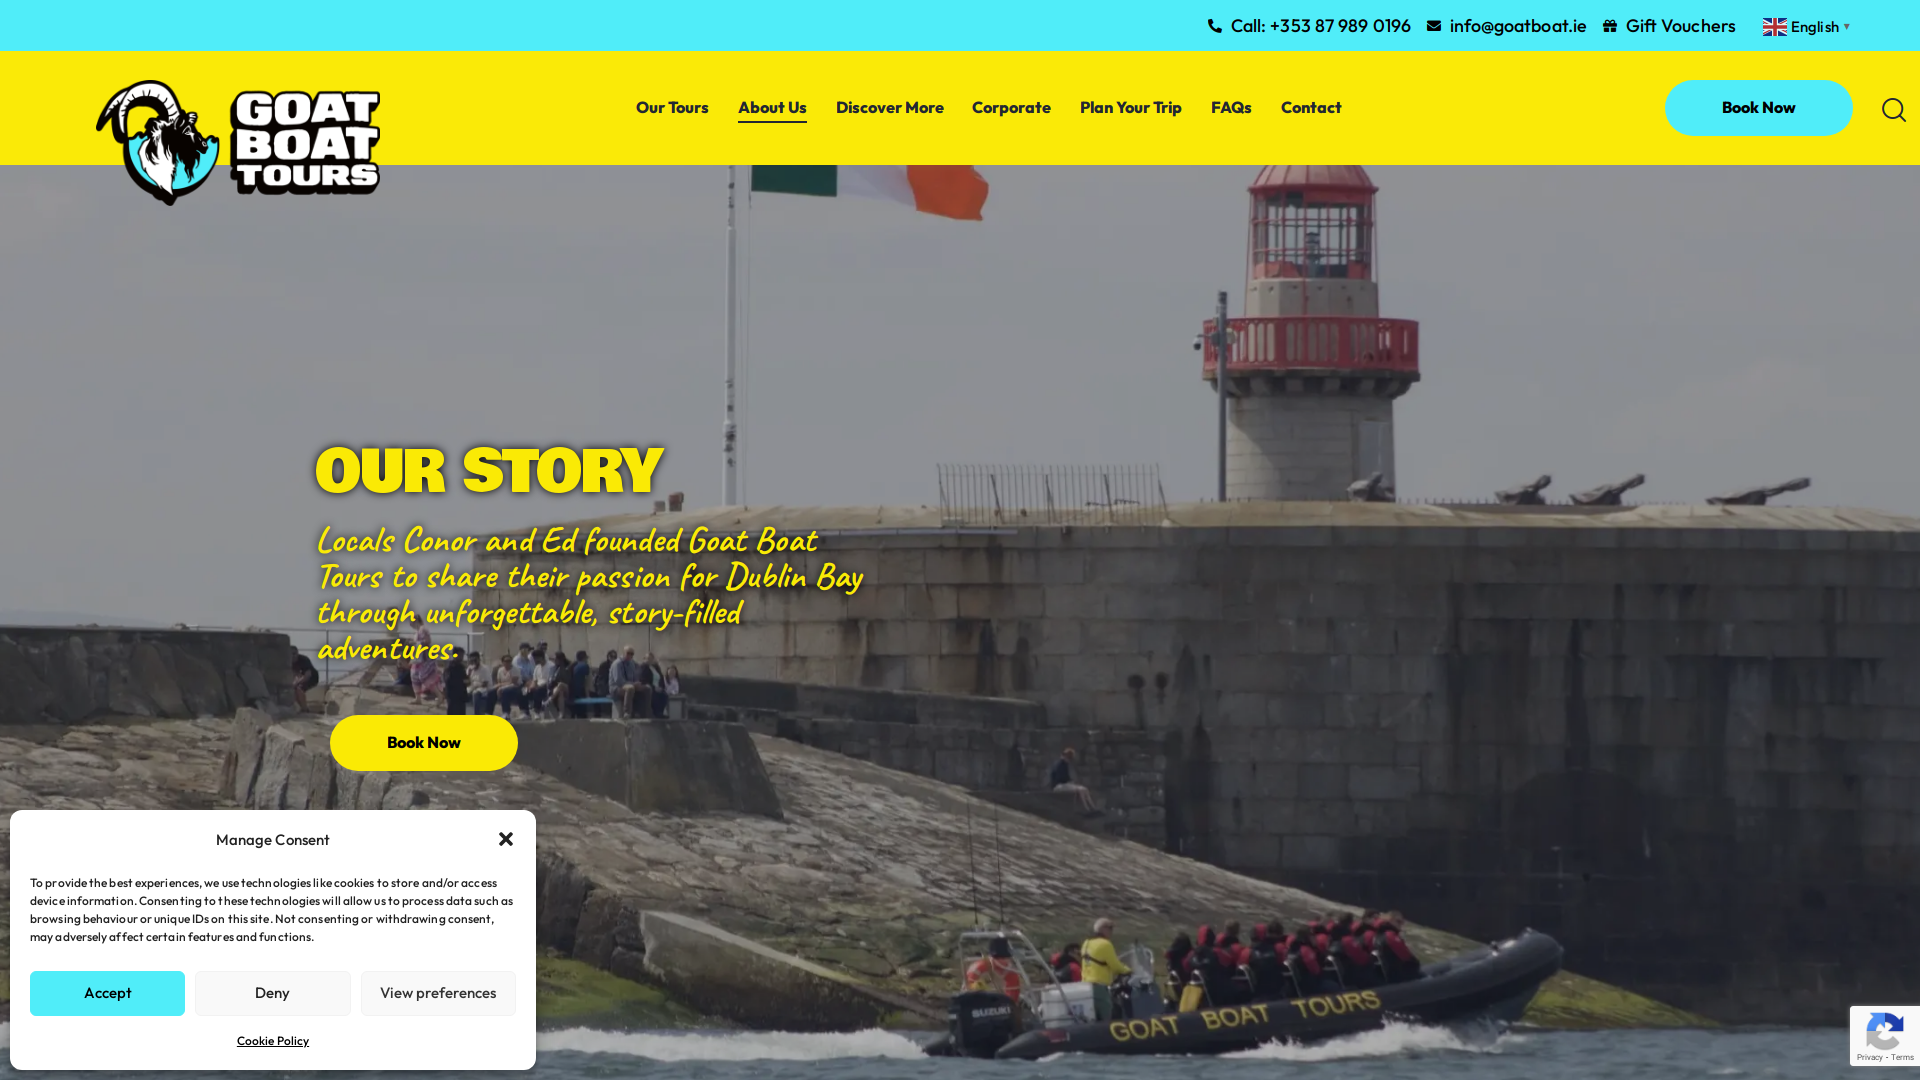 Call: +353 87 989 0196 info@goatboat.ie Gift Vouchers English
GOAT
BOAT
TOURS
Our Tours About Us Discover More Corporate Plan Your Trip FAQs Contact
Book Now
OUR STORY
Locals Conor and Ed founded Goat Boat
Tours to share their passion for Dublin Bay
through unforgettable, story-filled
adventures.
Book Now
Manage Consent
To provide the best experiences, we use technologies like cookies to store and/or access
device information. Consenting to these technologies will allow us to process data such as
browsing behaviour or unique IDs on this site. Not consenting or withdrawing consent,
may adversely affect certain features and functions.
Accept Deny View preferences
Cookie Policy
SUZUKI
GOAT BOAT TOURS
Privacy - Terms